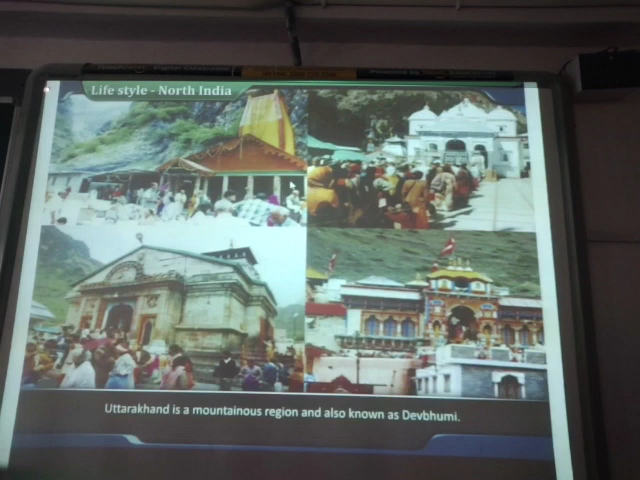 Life style - North India
Uttarakhand is a mountainous region and also known as Devbhumi.